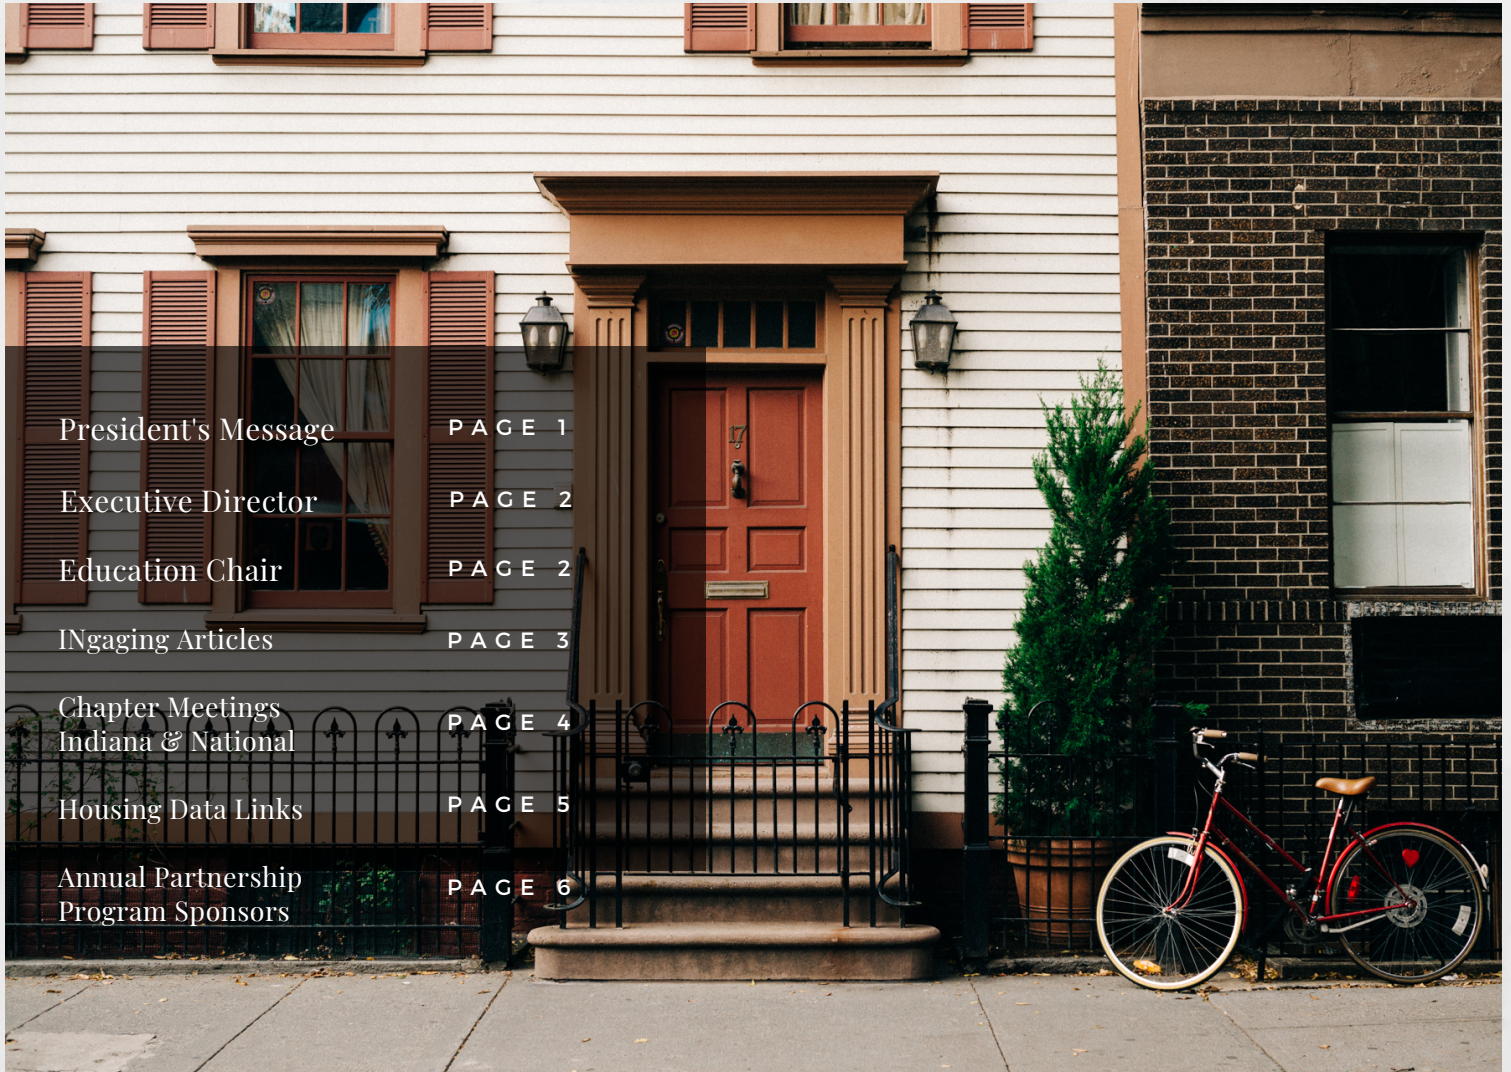 17
President's Message PAGE 1
Executive Director PAGE 2
Education Chair PAGE 2
INgaging Articles PAGE 3
Chapter Meetings
Indiana & National PAGE 4
Housing Data Links PAGE 5
Annual Partnership
Program Sponsors PAGE 6